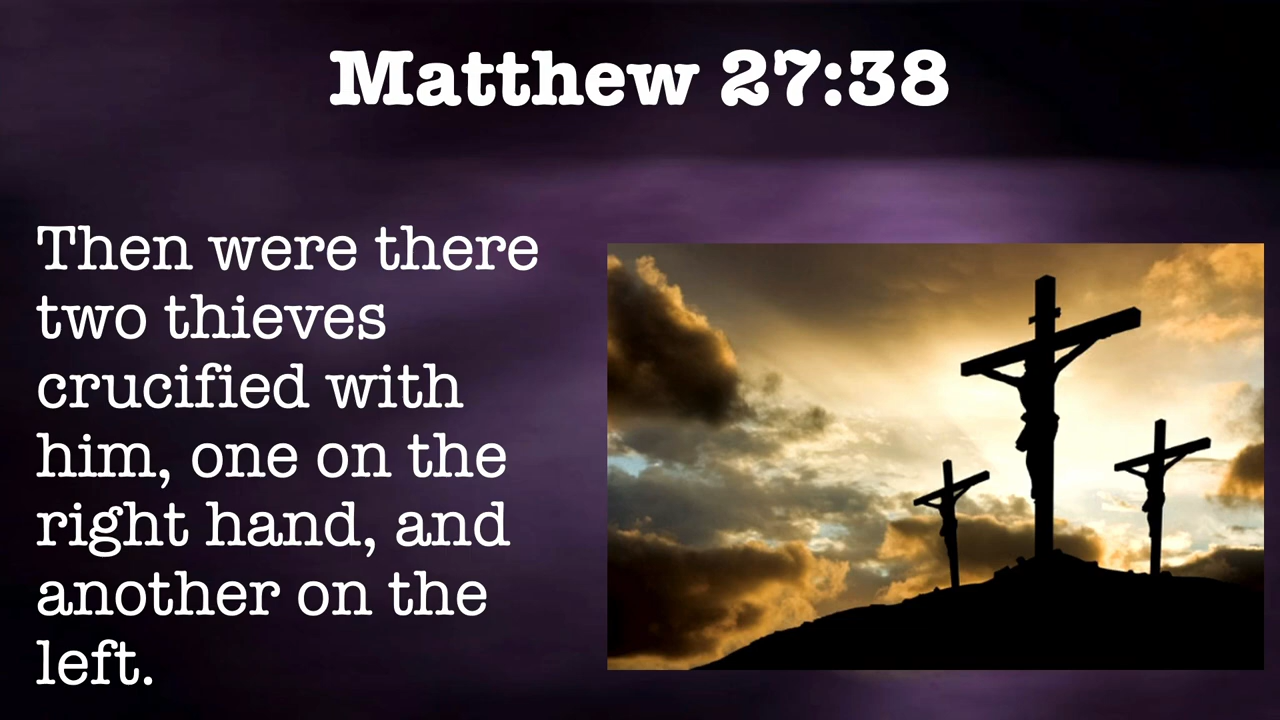 Matthew 27:38
Then were there
two thieves
crucified with
him, one on the
right hand, and
another on the
left.